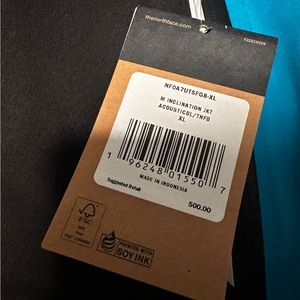 thenorthface.com
NF0A7UTSFG8-XL
M INCLINATION JKT
ACOUSTICBL/TNFB
XL
1 96248 01550 7
MADE IN INDONESIA
Suggested Retail
500.00
FSC
PRINTED WITH
SOY INK